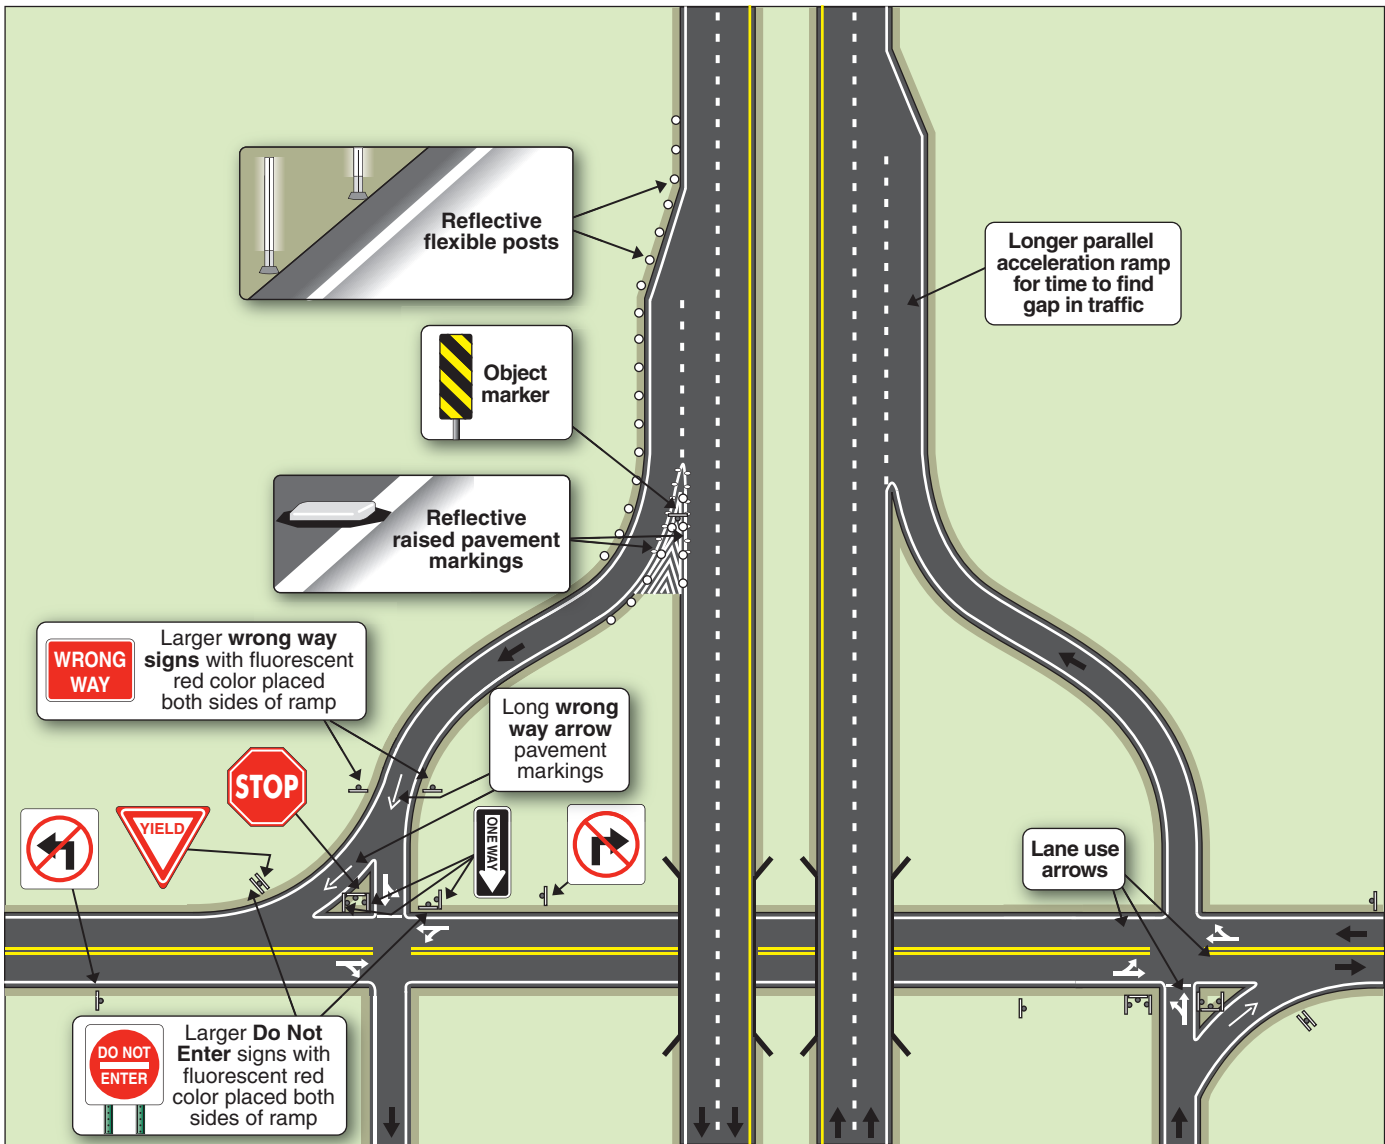 Reflective
flexible posts
Longer parallel
acceleration ramp
for time to find
gap in traffic
Object
marker
Reflective
raised pavement
markings
WRONG
WAY
Larger wrong way
signs with fluorescent
red color placed
both sides of ramp
Long wrong
way arrow
pavement
markings
STOP
YIELD
ONE WAY
Lane use
arrows
DO NOT
ENTER
Larger Do Not
Enter signs with
fluorescent red
color placed both
sides of ramp